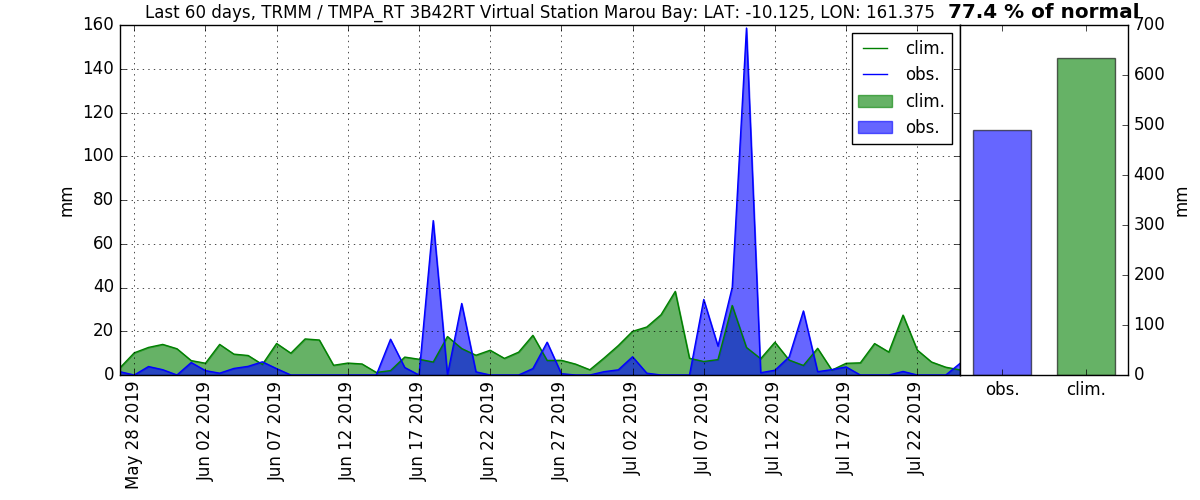 Last 60 days, TRMM / TMPA_RT 3B42RT Virtual Station Marou Bay: LAT: -10.125, LON: 161.375 77.4 % of normal
160
140
120
100
80
60
40
20
0
mm
clim.
obs.
clim.
obs.
May 28 2019
Jun 02 2019
Jun 07 2019
Jun 12 2019
Jun 17 2019
Jun 22 2019
Jun 27 2019
Jul 02 2019
Jul 07 2019
Jul 12 2019
Jul 17 2019
Jul 22 2019
700
600
500
400
300
200
100
0
mm
obs.
clim.